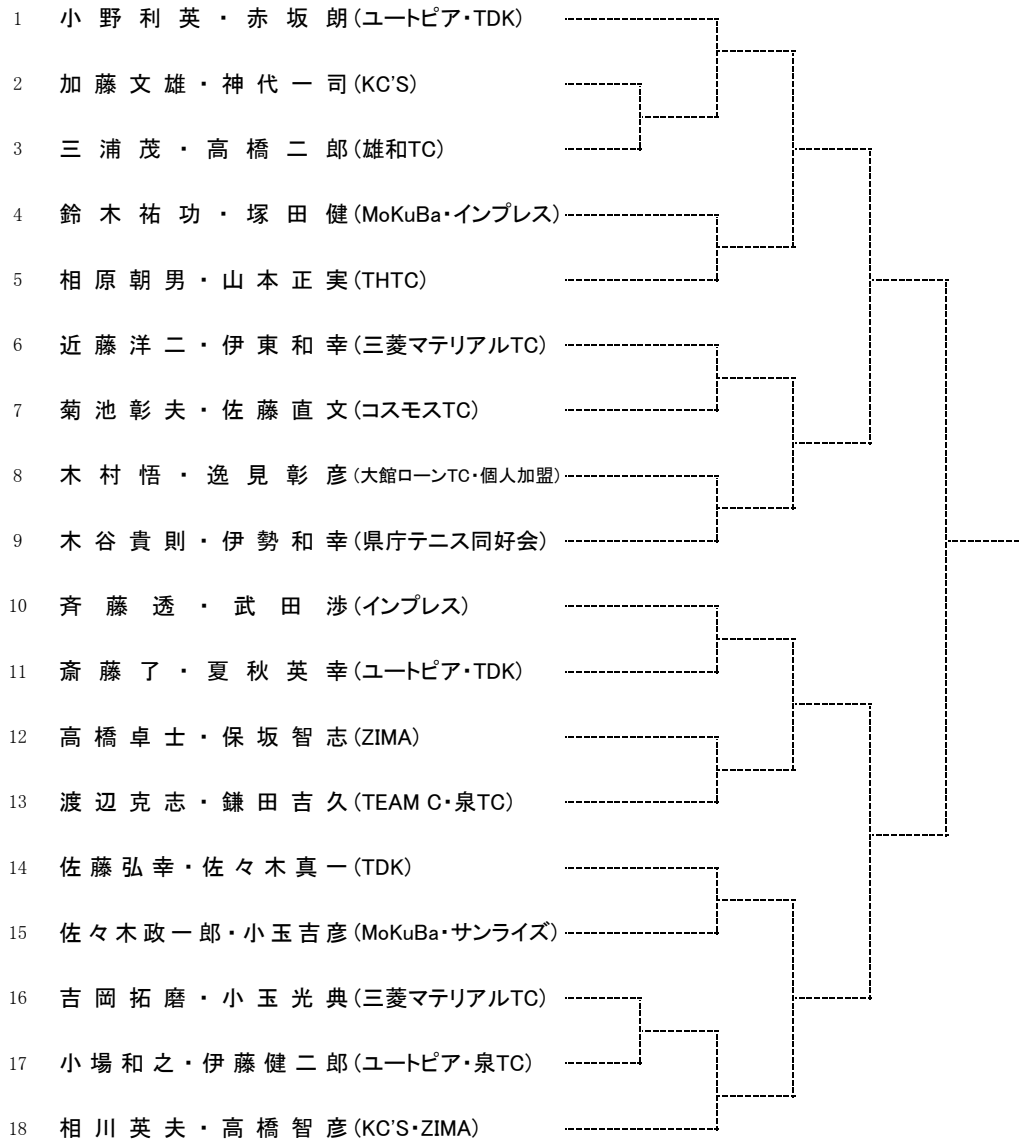 1 小野利英・赤坂朗(ユートピア・TDK)
2 加藤文雄・神代一司(KC'S)
3 三浦茂・高橋二郎(雄和TC)
4 鈴木祐功・塚田健(MoKuBa・インプレス)
5 相原朝男・山本正実(THTC)
6 近藤洋二・伊東和幸(三菱マテリアルTC)
7 菊池彰夫・佐藤直文(コスモスTC)
8 木村悟・逸見彰彦(大館ローンTC・個人加盟)
9 木谷貴則・伊勢和幸(県庁テニス同好会)
10 斉藤透・武田渉(インプレス)
11 斎藤了・夏秋英幸(ユートピア・TDK)
12 高橋卓士・保坂智志(ZIMA)
13 渡辺克志・鎌田吉久(TEAM C・泉TC)
14 佐藤弘幸・佐々木真一(TDK)
15 佐々木政一郎・小玉吉彦(MoKuBa・サンライズ)
16 吉岡拓磨・小玉光典(三菱マテリアルTC)
17 小場和之・伊藤健二郎(ユートピア・泉TC)
18 相川英夫・高橋智彦(KC'S・ZIMA)